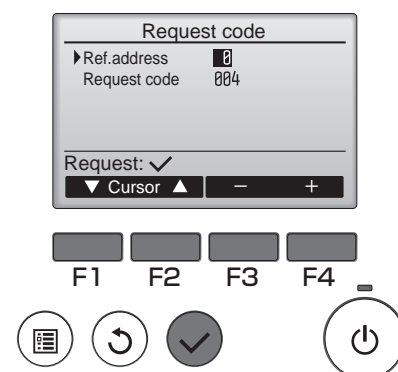 Request code
Ref.address 0
Request code 004
Request: ✓
▼ Cursor ▲ − +
F1 F2 F3 F4